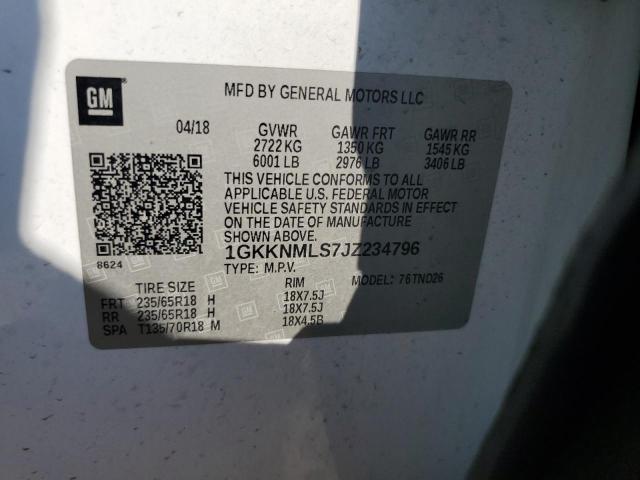 GM
MFD BY GENERAL MOTORS LLC
04/18 GVWR GAWR FRT GAWR RR
2722 KG 1350 KG 1545 KG
6001 LB 2976 LB 3406 LB
THIS VEHICLE CONFORMS TO ALL
APPLICABLE U.S. FEDERAL MOTOR
VEHICLE SAFETY STANDARDS IN EFFECT
ON THE DATE OF MANUFACTURE
SHOWN ABOVE.
8624
1GKKNMLS7JZ234796
TYPE: M.P.V. MODEL: 76TND26
TIRE SIZE RIM
FRT 235/65R18 H 18X7.5J
RR 235/65R18 H 18X7.5J
SPA T135/70R18 M 18X4.5B